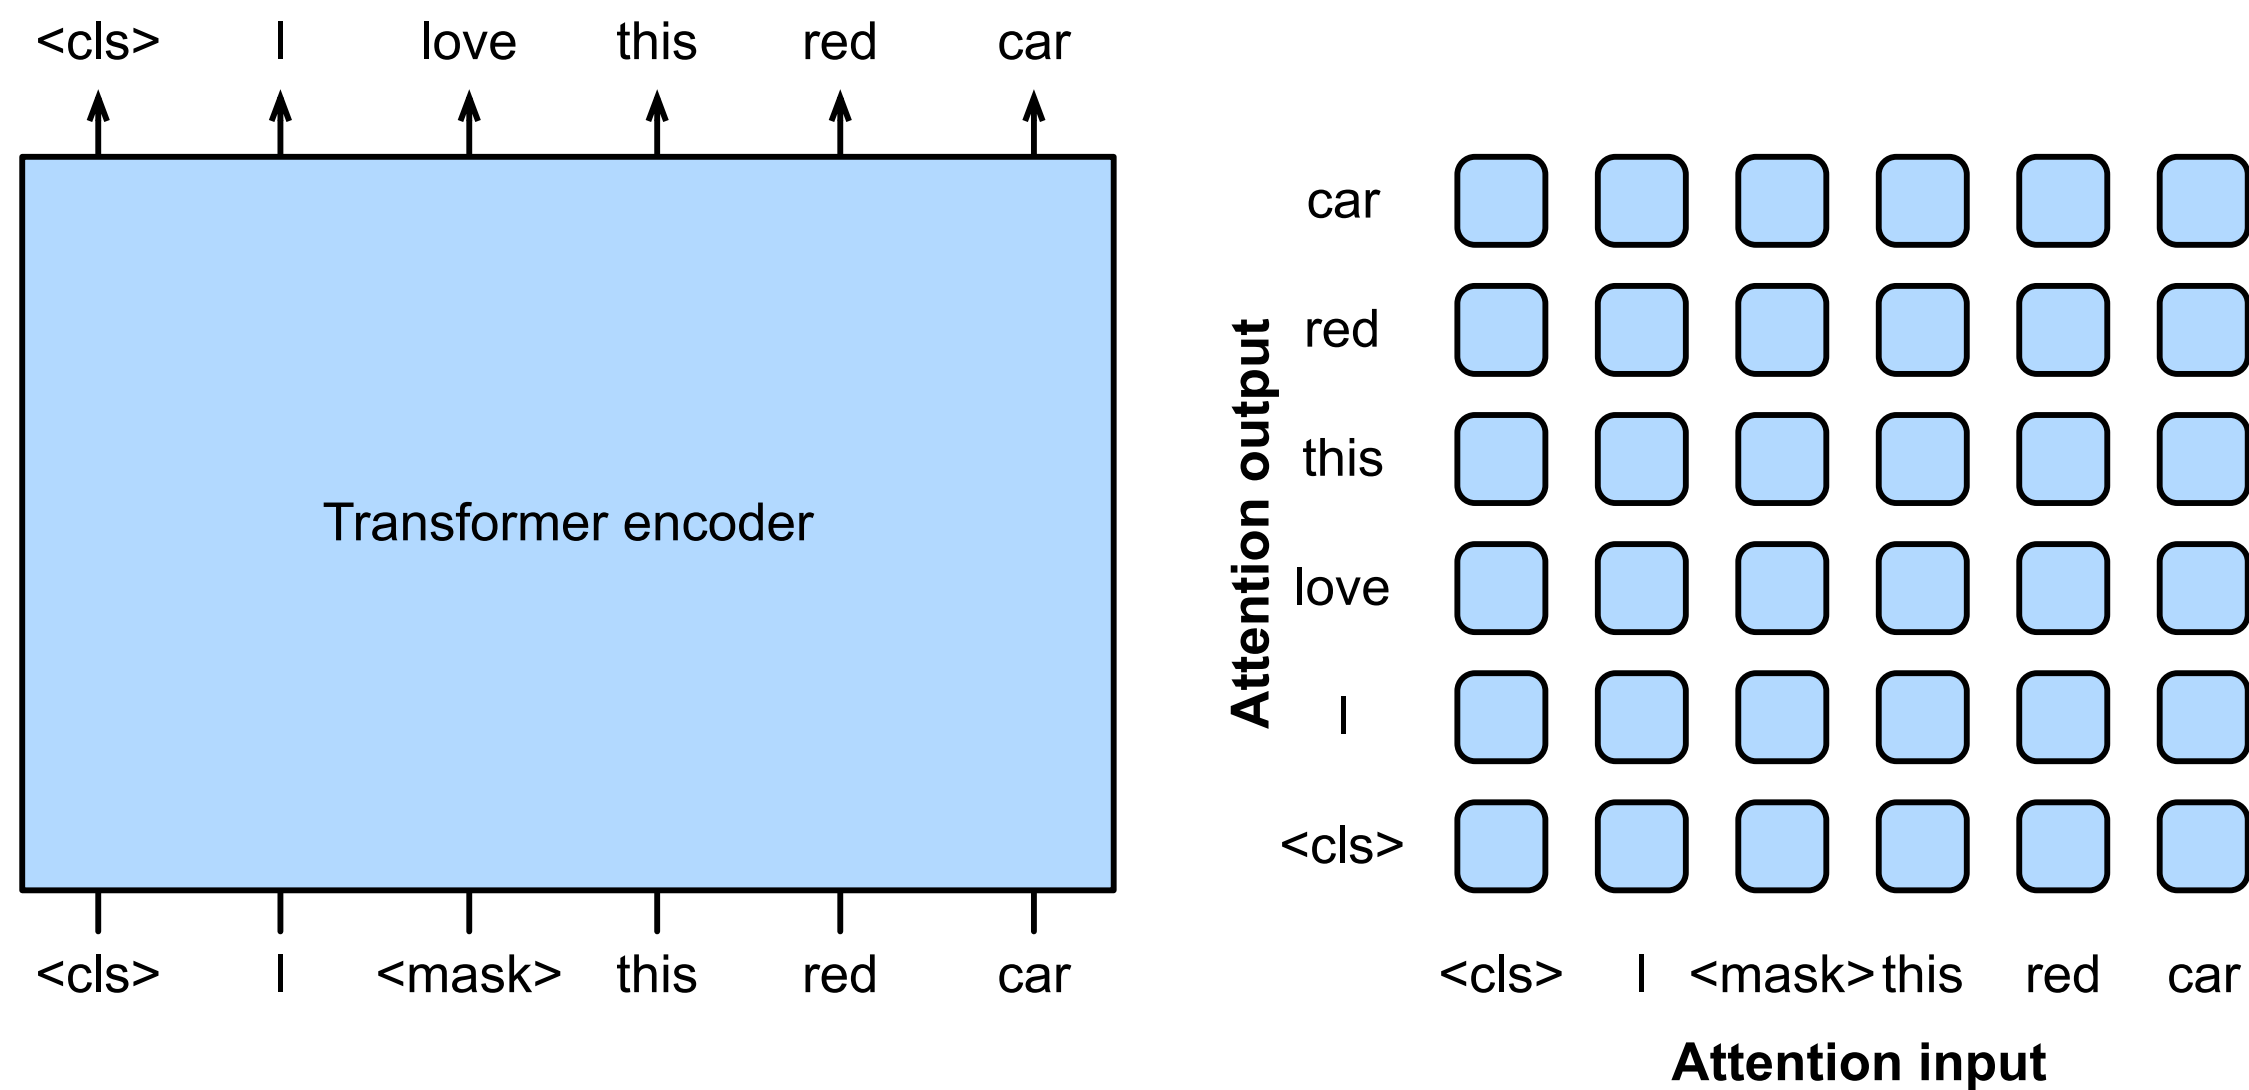 <cls> I love this red car
Transformer encoder
<cls> I <mask> this red car
Attention output
car
red
this
love
I
<cls>
<cls> I <mask> this red car
Attention input